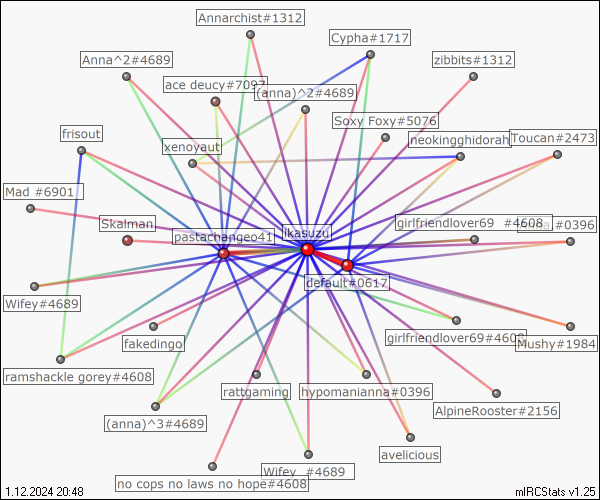 Annarchist#1312
Cypha#1717
Anna^2#4689
zibbits#1312
ace deucy#7097
(anna)^2#4689
Soxy Foxy#5076
frisout
xenoyaut
neokingghidorah
Toucan#2473
Mad #6901
Skalman
pastachangeo41
ikasuzu
girlfriendlover69 #4608
#0396
default#0617
Wifey#4689
fakedingo
girlfriendlover69#4608
Mushy#1984
ramshackle gorey#4608
rattgaming
hypomanianna#0396
AlpineRooster#2156
(anna)^3#4689
avelicious
Wifey #4689
no cops no laws no hope#4608
1.12.2024 20:48
mIRCStats v1.25